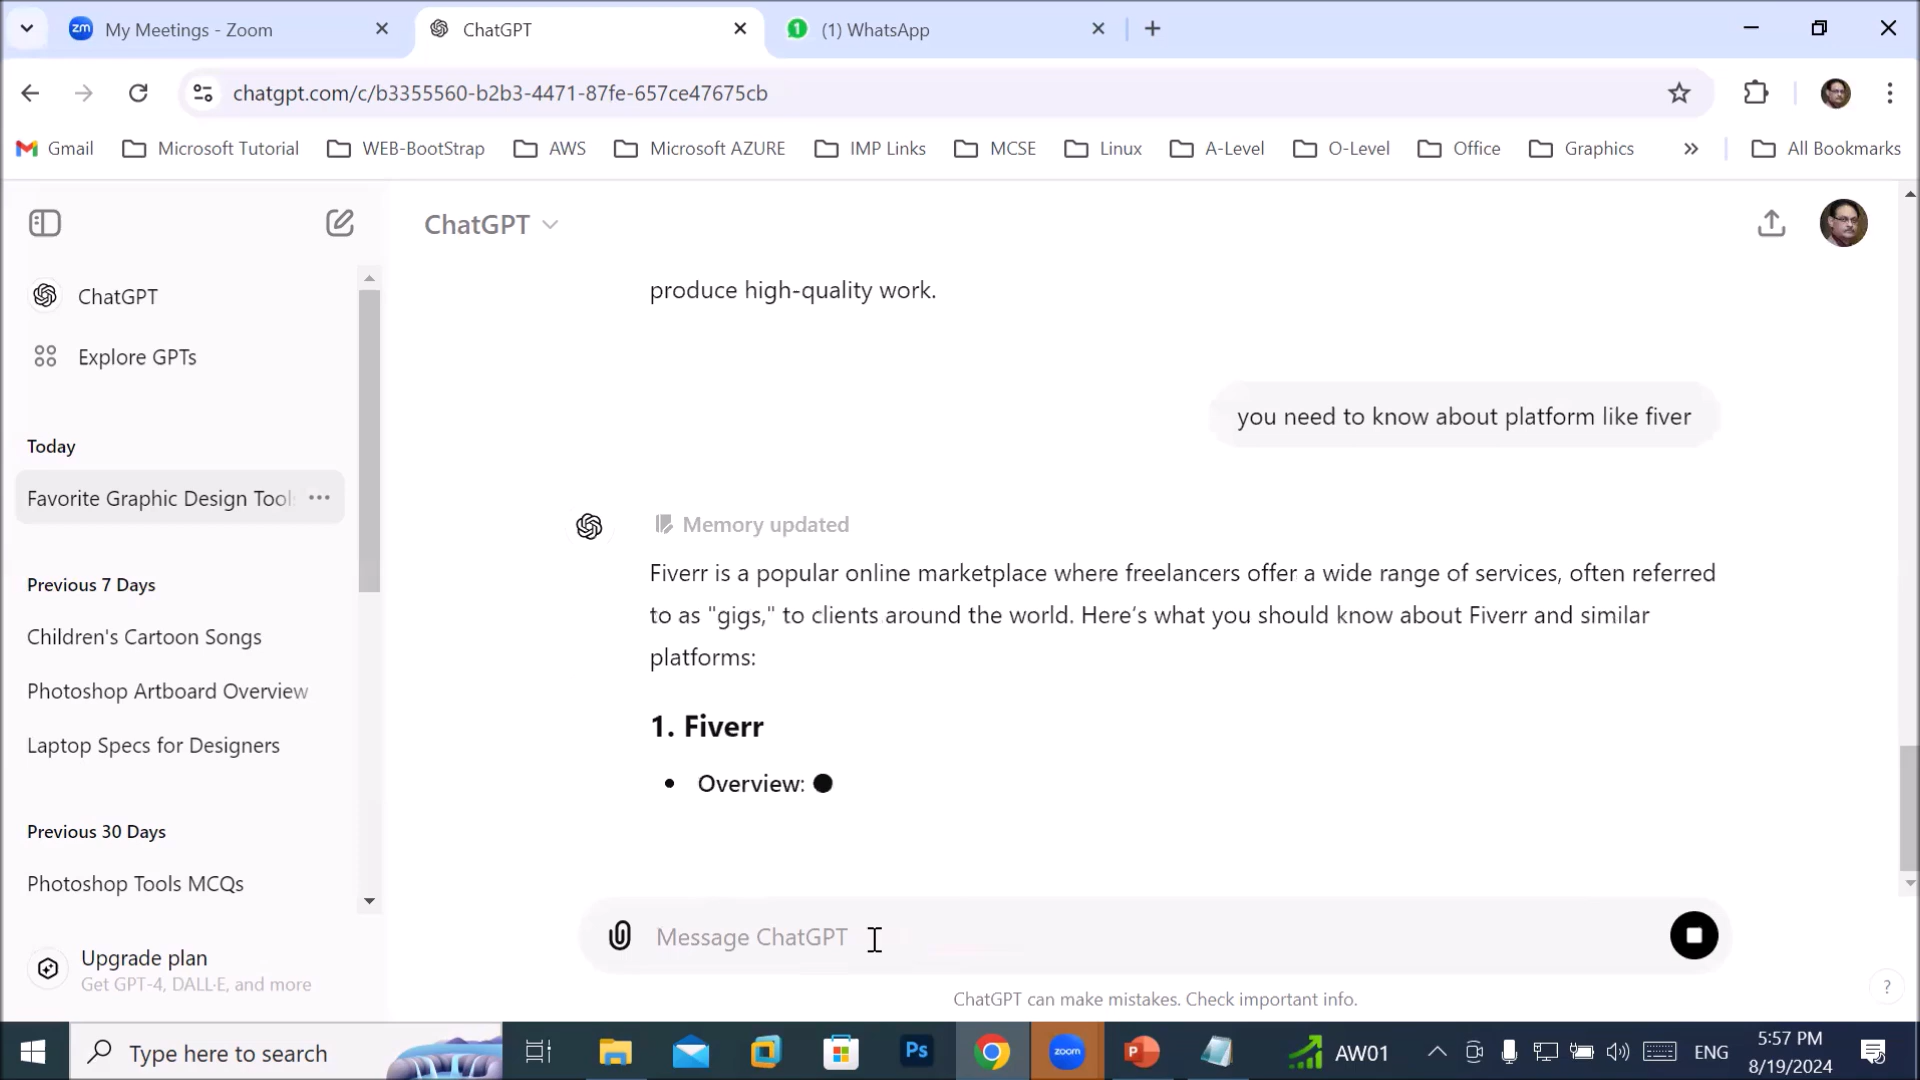 zm My Meetings - Zoom
ChatGPT
1 (1) WhatsApp
chatgpt.com/c/b3355560-b2b3-4471-87fe-657ce47675cb
Gmail Microsoft Tutorial WEB-BootStrap AWS Microsoft AZURE IMP Links MCSE Linux A-Level O-Level Office Graphics All Bookmarks
ChatGPT
ChatGPT
Explore GPTs
Today
Favorite Graphic Design Tools
Previous 7 Days
Children's Cartoon Songs
Photoshop Artboard Overview
Laptop Specs for Designers
Previous 30 Days
Photoshop Tools MCQs
Upgrade plan
Get GPT-4, DALL·E, and more
produce high-quality work.
you need to know about platform like fiver
Memory updated
Fiverr is a popular online marketplace where freelancers offer a wide range of services, often referred
to as "gigs," to clients around the world. Here’s what you should know about Fiverr and similar
platforms:
1. Fiverr
• Overview:
Message ChatGPT
ChatGPT can make mistakes. Check important info.
?
Type here to search
Ps
zoom
P
AW01
ENG
5:57 PM
8/19/2024